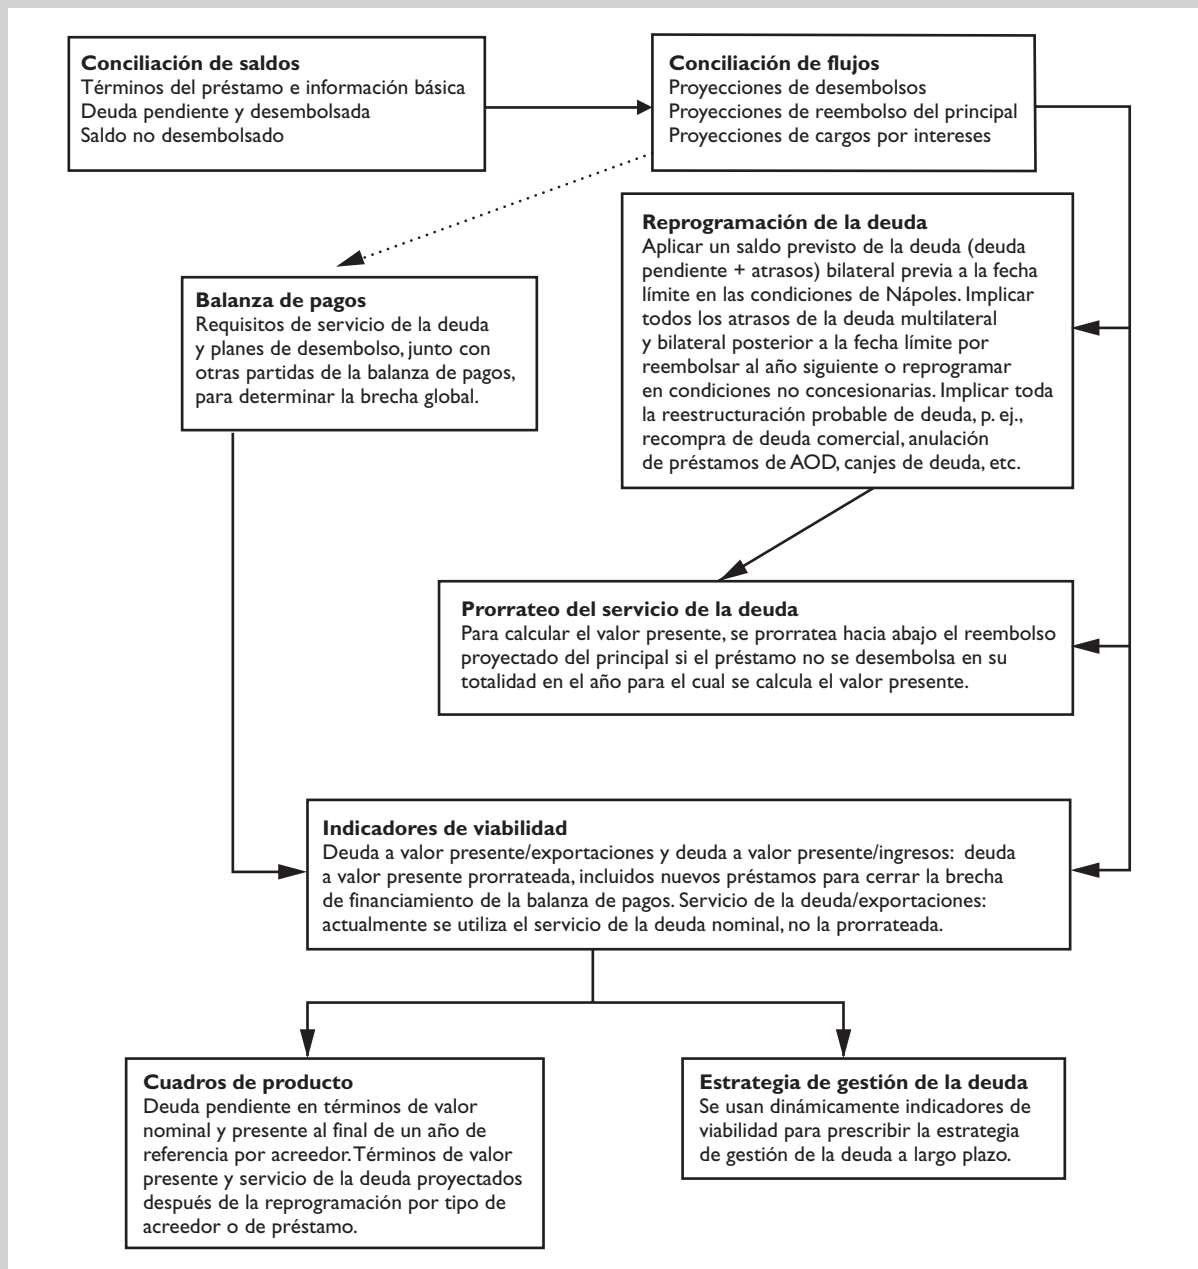 Conciliación de saldos
Términos del préstamo e información básica
Deuda pendiente y desembolsada
Saldo no desembolsado
Conciliación de flujos
Proyecciones de desembolsos
Proyecciones de reembolso del principal
Proyecciones de cargos por intereses
Reprogramación de la deuda
Aplicar un saldo previsto de la deuda (deuda
pendiente + atrasos) bilateral previa a la fecha
límite en las condiciones de Nápoles. Implicar
todos los atrasos de la deuda multilateral
y bilateral posterior a la fecha límite por
reembolsar al año siguiente o reprogramar
en condiciones no concesionarias. Implicar toda
la reestructuración probable de deuda, p. ej.,
recompra de deuda comercial, anulación
de préstamos de AOD, canjes de deuda, etc.
Balanza de pagos
Requisitos de servicio de la deuda
y planes de desembolso, junto con
otras partidas de la balanza de pagos,
para determinar la brecha global.
Prorrateo del servicio de la deuda
Para calcular el valor presente, se prorratea hacia abajo el reembolso
proyectado del principal si el préstamo no se desembolsa en su
totalidad en el año para el cual se calcula el valor presente.
Indicadores de viabilidad
Deuda a valor presente/exportaciones y deuda a valor presente/ingresos: deuda
a valor presente prorrateada, incluidos nuevos préstamos para cerrar la brecha
de financiamiento de la balanza de pagos. Servicio de la deuda/exportaciones:
actualmente se utiliza el servicio de la deuda nominal, no la prorrateada.
Cuadros de producto
Deuda pendiente en términos de valor
nominal y presente al final de un año de
referencia por acreedor. Términos de valor
presente y servicio de la deuda proyectados
después de la reprogramación por tipo de
acreedor o de préstamo.
Estrategia de gestión de la deuda
Se usan dinámicamente indicadores de
viabilidad para prescribir la estrategia
de gestión de la deuda a largo plazo.